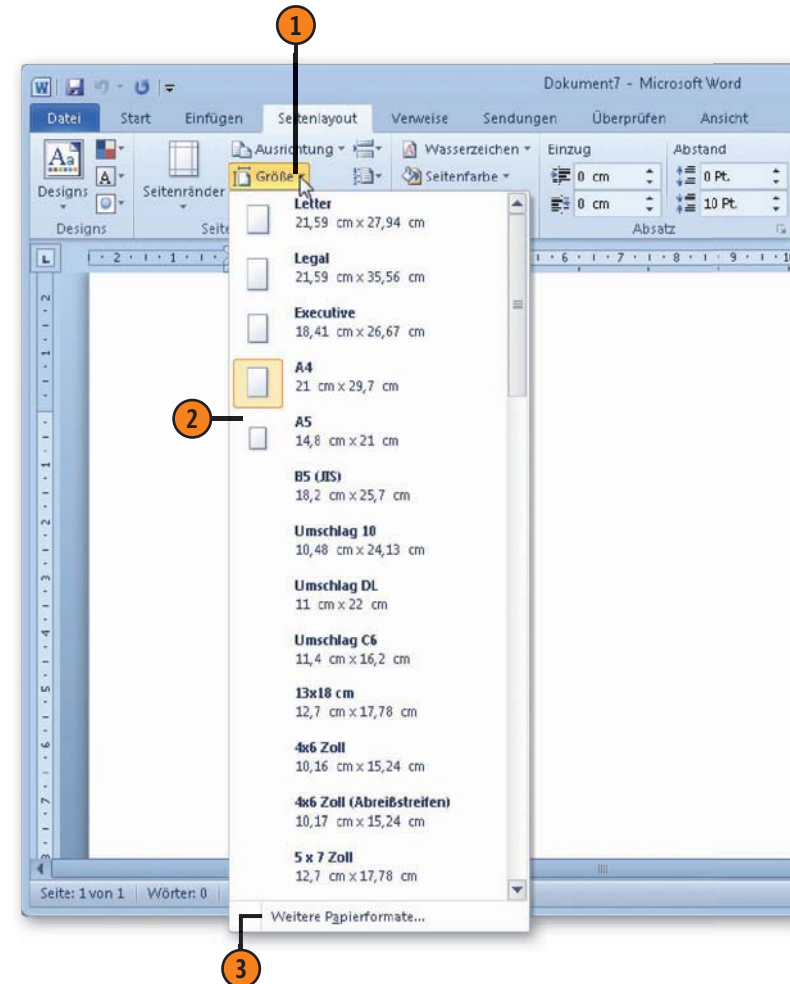 1
Dokument7 - Microsoft Word
Datei Start Einfügen Seitenlayout Verweise Sendungen Überprüfen Ansicht
Ausrichtung Wasserzeichen Einzug Abstand
Designs Seitenränder Größe Seitenfarbe 0 cm 0 Pt.
0 cm 10 Pt.
Designs Seite Absatz
2 1 6 7 8 9
Letter
21,59 cm x 27,94 cm
Legal
21,59 cm x 35,56 cm
Executive
18,41 cm x 26,67 cm
A4
21 cm x 29,7 cm
2
A5
14,8 cm x 21 cm
B5 (JIS)
18,2 cm x 25,7 cm
Umschlag 10
10,48 cm x 24,13 cm
Umschlag DL
11 cm x 22 cm
Umschlag C6
11,4 cm x 16,2 cm
13x18 cm
12,7 cm x 17,78 cm
4x6 Zoll
10,16 cm x 15,24 cm
4x6 Zoll (Abreißstreifen)
10,17 cm x 15,24 cm
5 x 7 Zoll
12,7 cm x 17,78 cm
Seite: 1 von 1 Wörter: 0
Weitere Papierformate...
3